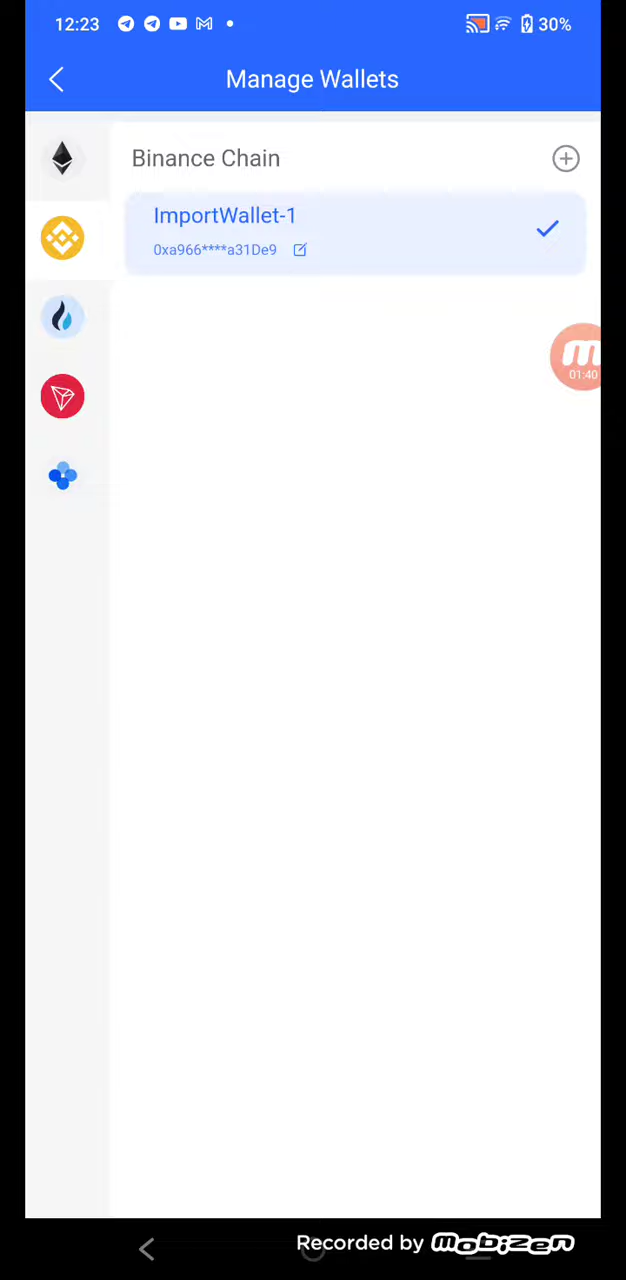 12:23
30%
Manage Wallets
Binance Chain
ImportWallet-1
0xa966****a31De9
m
01:40
Recorded by mobizen